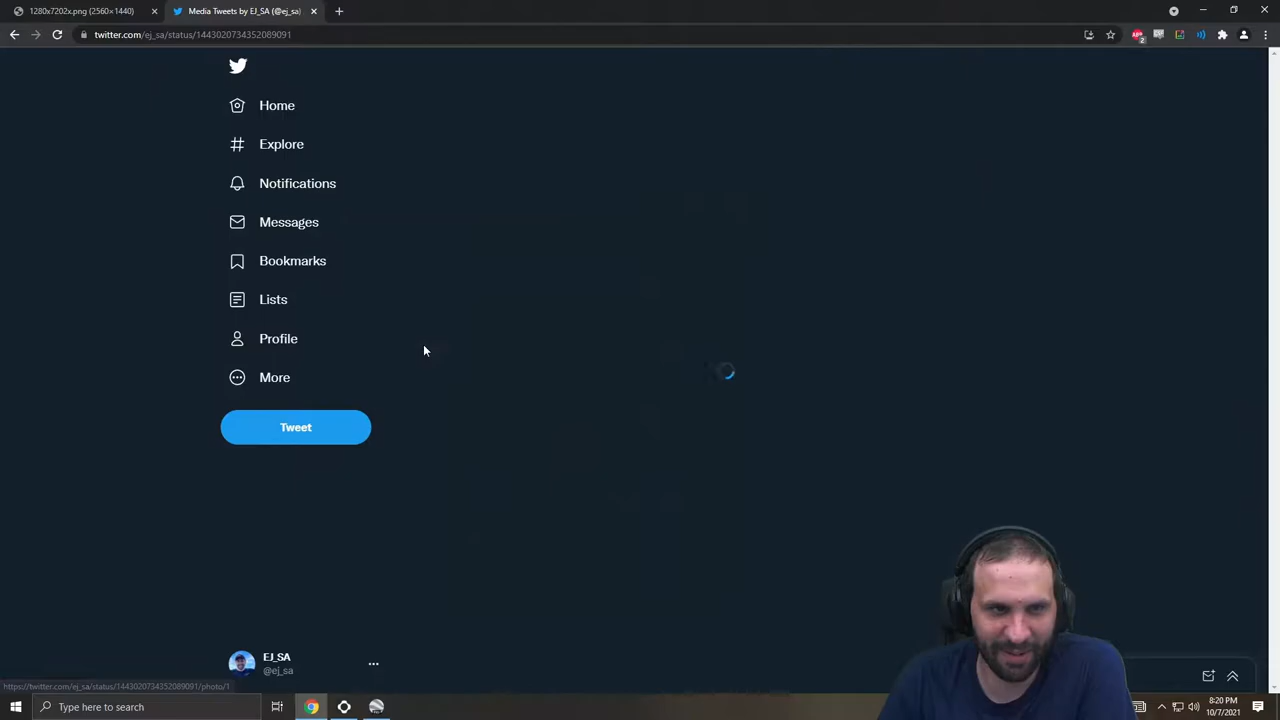 1280x7202x.png (2560×1440)
Media Tweets by EJ_SA (@ej_sa)
twitter.com/ej_sa/status/1443020734352089091
2
Home
Explore
Notifications
Messages
Bookmarks
Lists
Profile
More
Tweet
EJ_SA
@ej_sa
https://twitter.com/ej_sa/status/1443020734352089091/photo/1
Type here to search
8:20 PM
10/7/2021